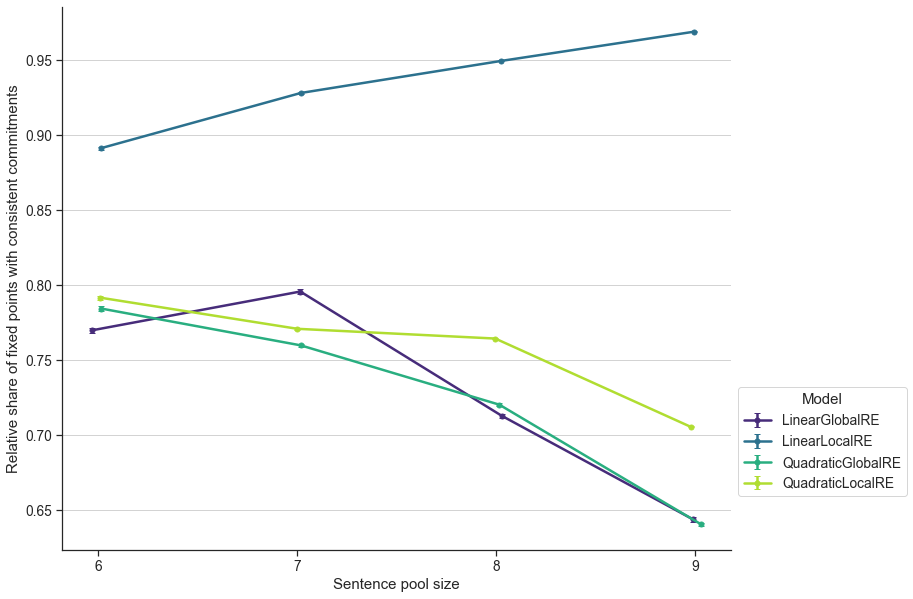 Relative share of fixed points with consistent commitments
0.95
0.90
0.85
0.80
0.75
0.70
0.65
6
7
8
9
Sentence pool size
Model
LinearGlobalRE
LinearLocalRE
QuadraticGlobalRE
QuadraticLocalRE